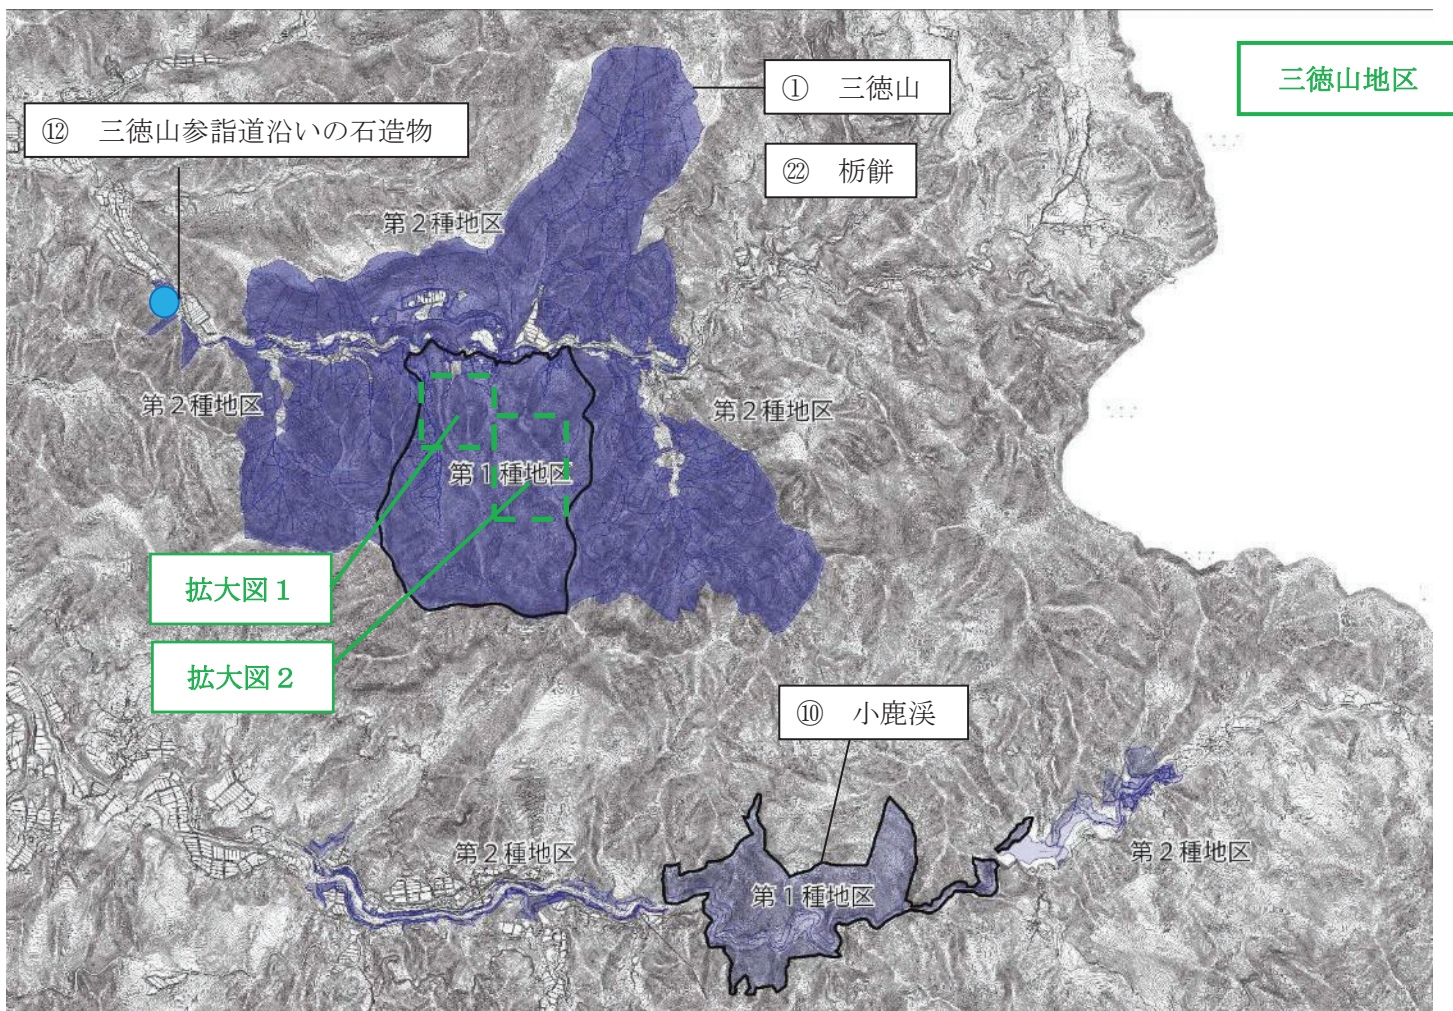 三徳山地区
① 三徳山
⑫ 三徳山参詣道沿いの石造物
㉒ 栃餅
第2種地区
第2種地区
第2種地区
第1種地区
拡大図1
拡大図2
⑩ 小鹿渓
第2種地区
第1種地区
第2種地区